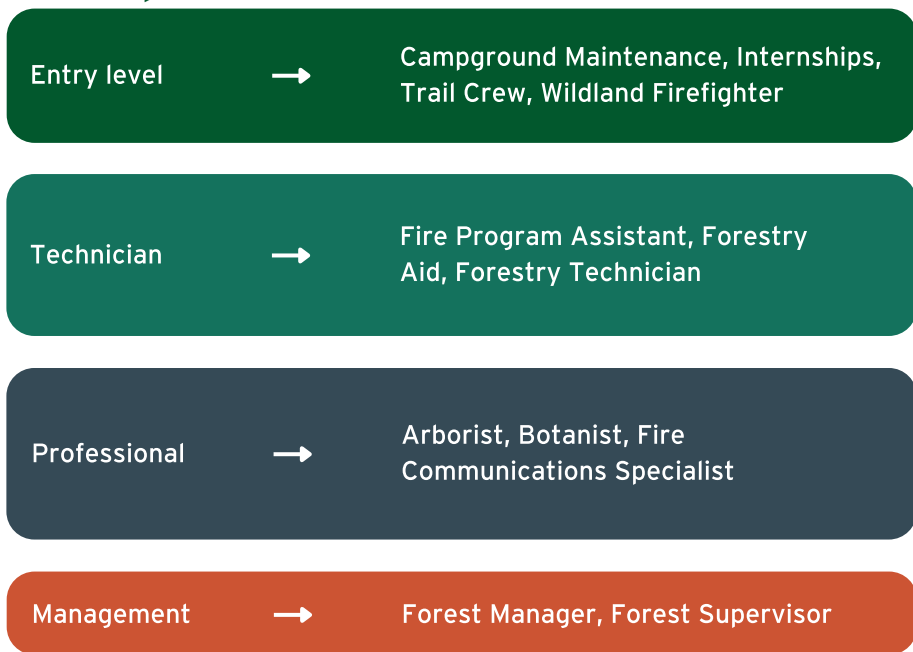 Entry level → Campground Maintenance, Internships,
Trail Crew, Wildland Firefighter
Technician → Fire Program Assistant, Forestry
Aid, Forestry Technician
Professional → Arborist, Botanist, Fire
Communications Specialist
Management → Forest Manager, Forest Supervisor